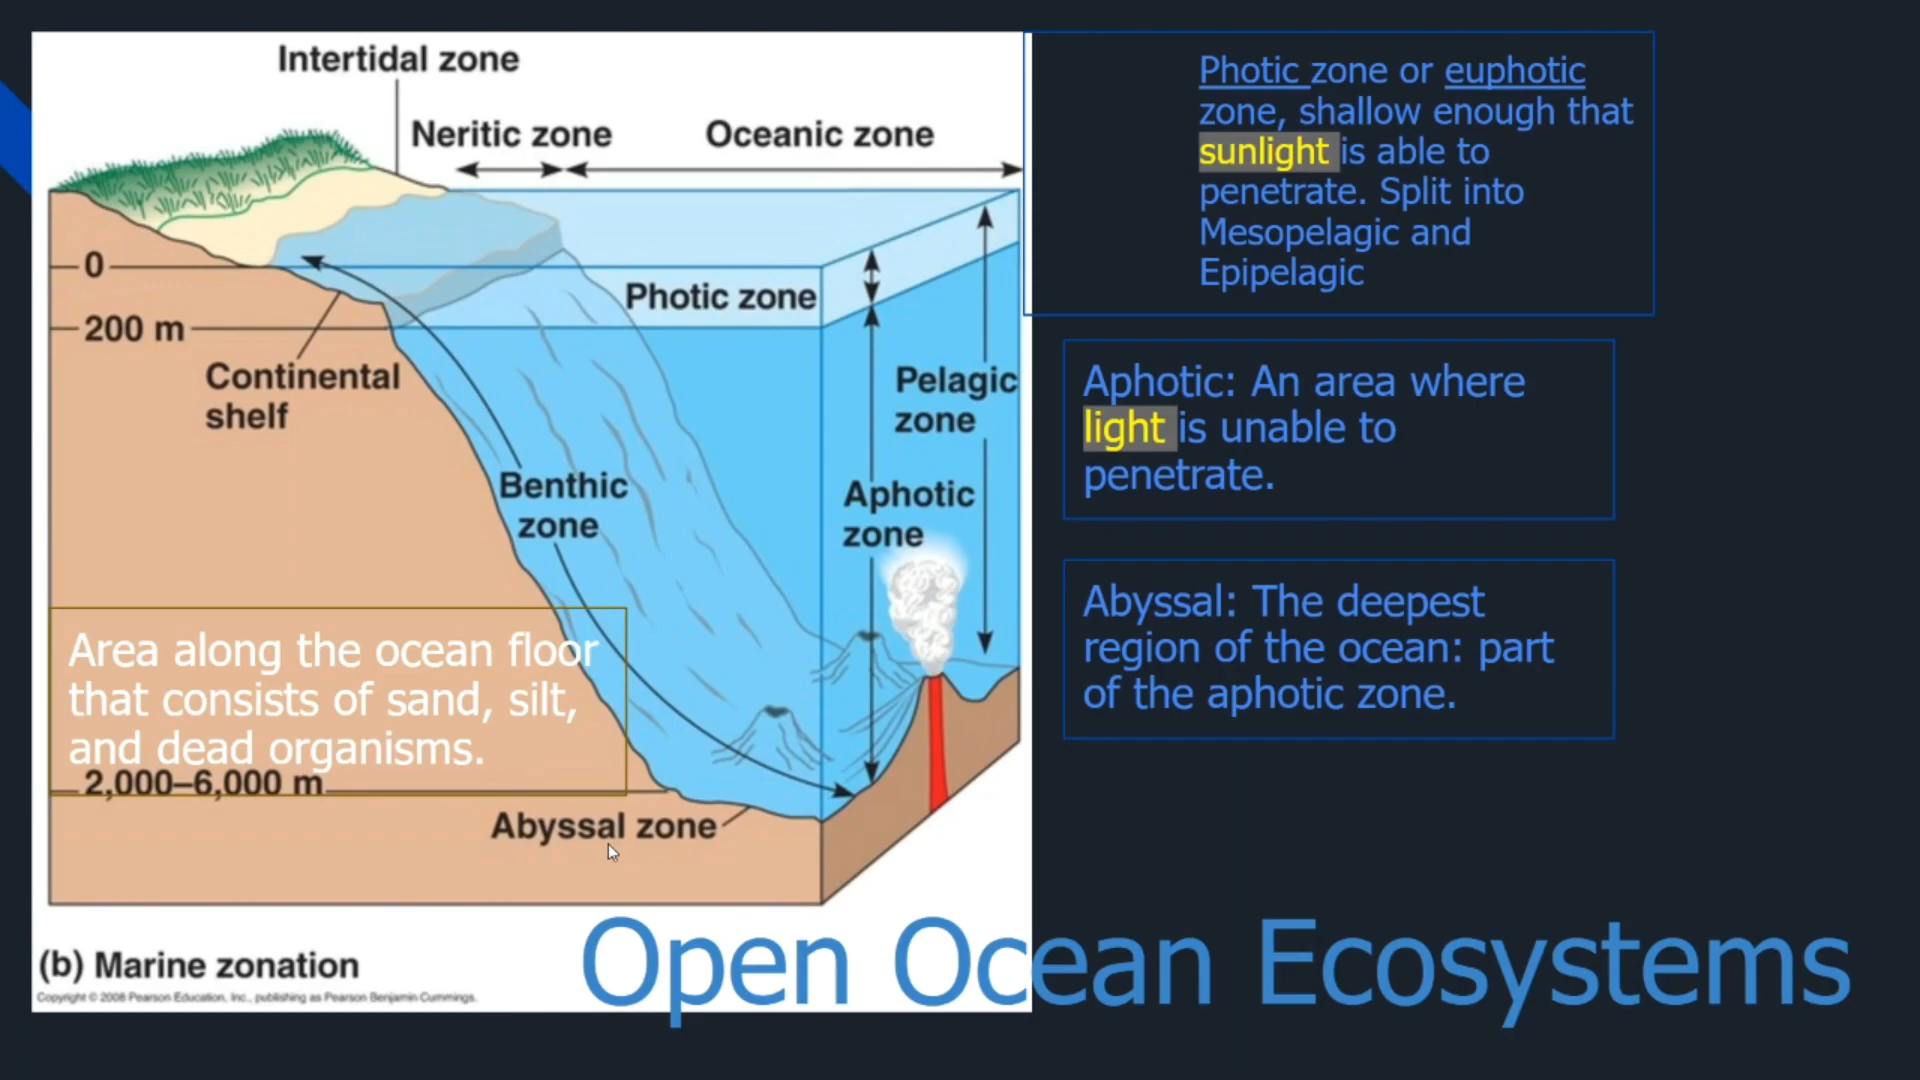 Intertidal zone
Neritic zone
Oceanic zone
0
Photic zone
200 m
Continental
shelf
Pelagic
zone
Benthic
zone
Aphotic
zone
Area along the ocean floor
that consists of sand, silt,
and dead organisms.
2,000–6,000 m
Abyssal zone
(b) Marine zonation
Copyright © 2008 Pearson Education, Inc., publishing as Pearson Benjamin Cummings.
Photic zone or euphotic
zone, shallow enough that
sunlight is able to
penetrate. Split into
Mesopelagic and
Epipelagic
Aphotic: An area where
light is unable to
penetrate.
Abyssal: The deepest
region of the ocean: part
of the aphotic zone.
Open Ocean Ecosystems